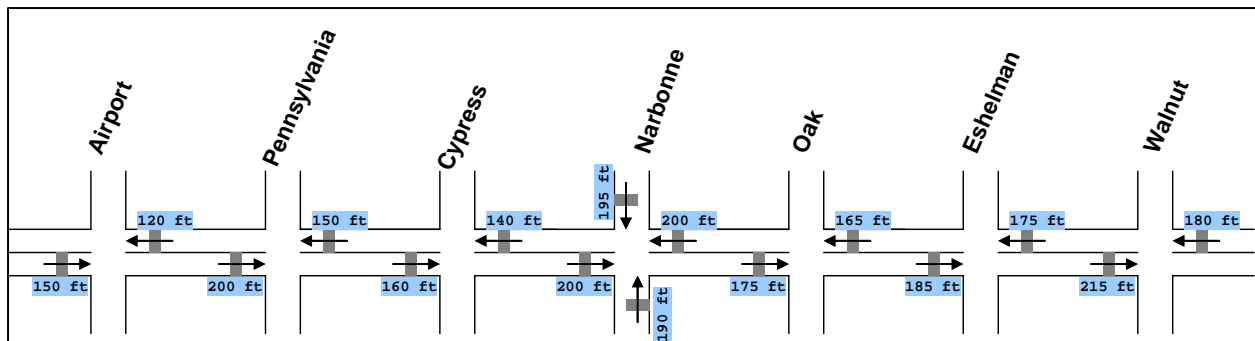 Airport
Pennsylvania
Cypress
Narbonne
Oak
Eshelman
Walnut
195 ft
120 ft
150 ft
140 ft
200 ft
165 ft
175 ft
180 ft
150 ft
200 ft
160 ft
200 ft
175 ft
185 ft
215 ft
190 ft